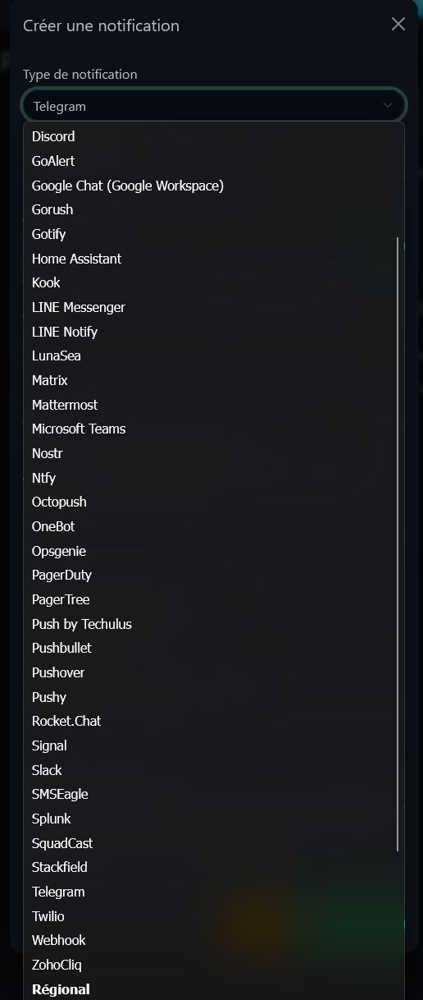 Créer une notification
Type de notification
Telegram
Discord
GoAlert
Google Chat (Google Workspace)
Gorush
Gotify
Home Assistant
Kook
LINE Messenger
LINE Notify
LunaSea
Matrix
Mattermost
Microsoft Teams
Nostr
Ntfy
Octopush
OneBot
Opsgenie
PagerDuty
PagerTree
Push by Techulus
Pushbullet
Pushover
Pushy
Rocket.Chat
Signal
Slack
SMSEagle
Splunk
SquadCast
Stackfield
Telegram
Twilio
Webhook
ZohoCliq
Régional